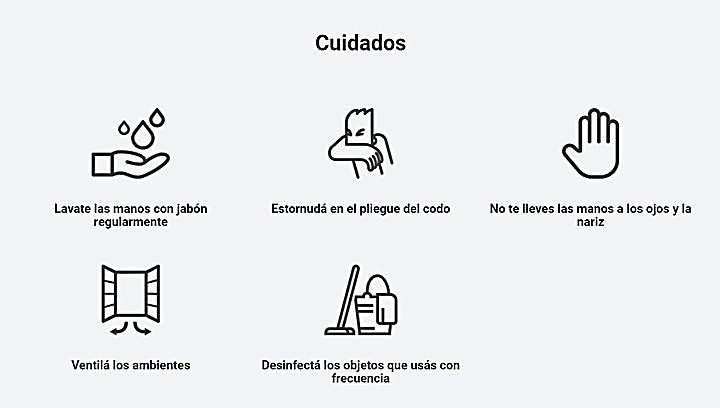 Cuidados
Lavate las manos con jabón
regularmente
Estornudá en el pliegue del codo
No te lleves las manos a los ojos y la
nariz
Ventilá los ambientes
Desinfectá los objetos que usás con
frecuencia